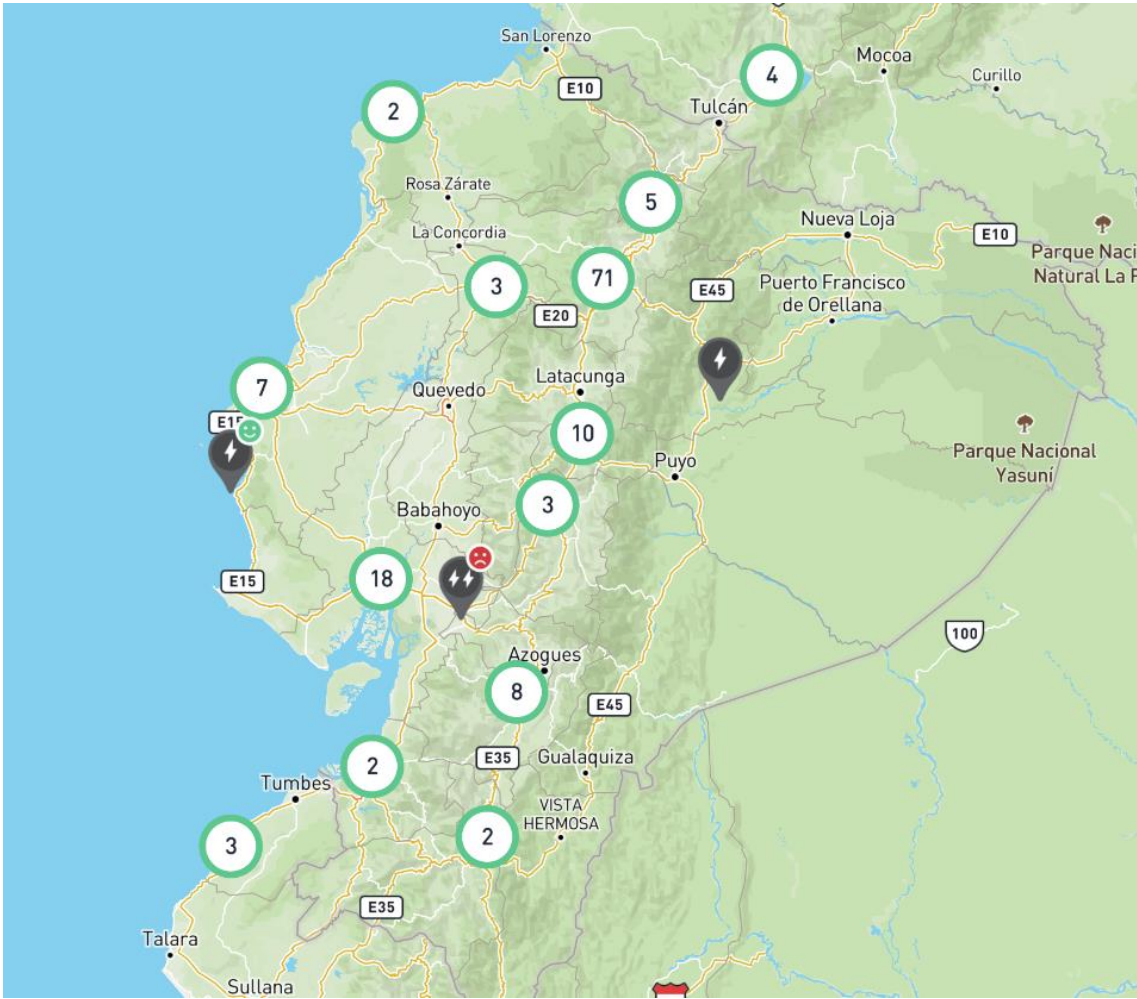 San Lorenzo
4
Mocoa
Curillo
E10
2
Tulcán
Rosa Zárate
5
Nueva Loja
La Concordia
E10
Parque Naci
Natural La P
3
71
E45
Puerto Francisco
de Orellana
E20
7
Latacunga
Quevedo
E15
10
Parque Nacional
Yasuní
Puyo
3
Babahoyo
18
E15
100
Azogues
8
E45
2
E35
Gualaquiza
Tumbes
VISTA
HERMOSA
3
2
E35
Talara
Sullana